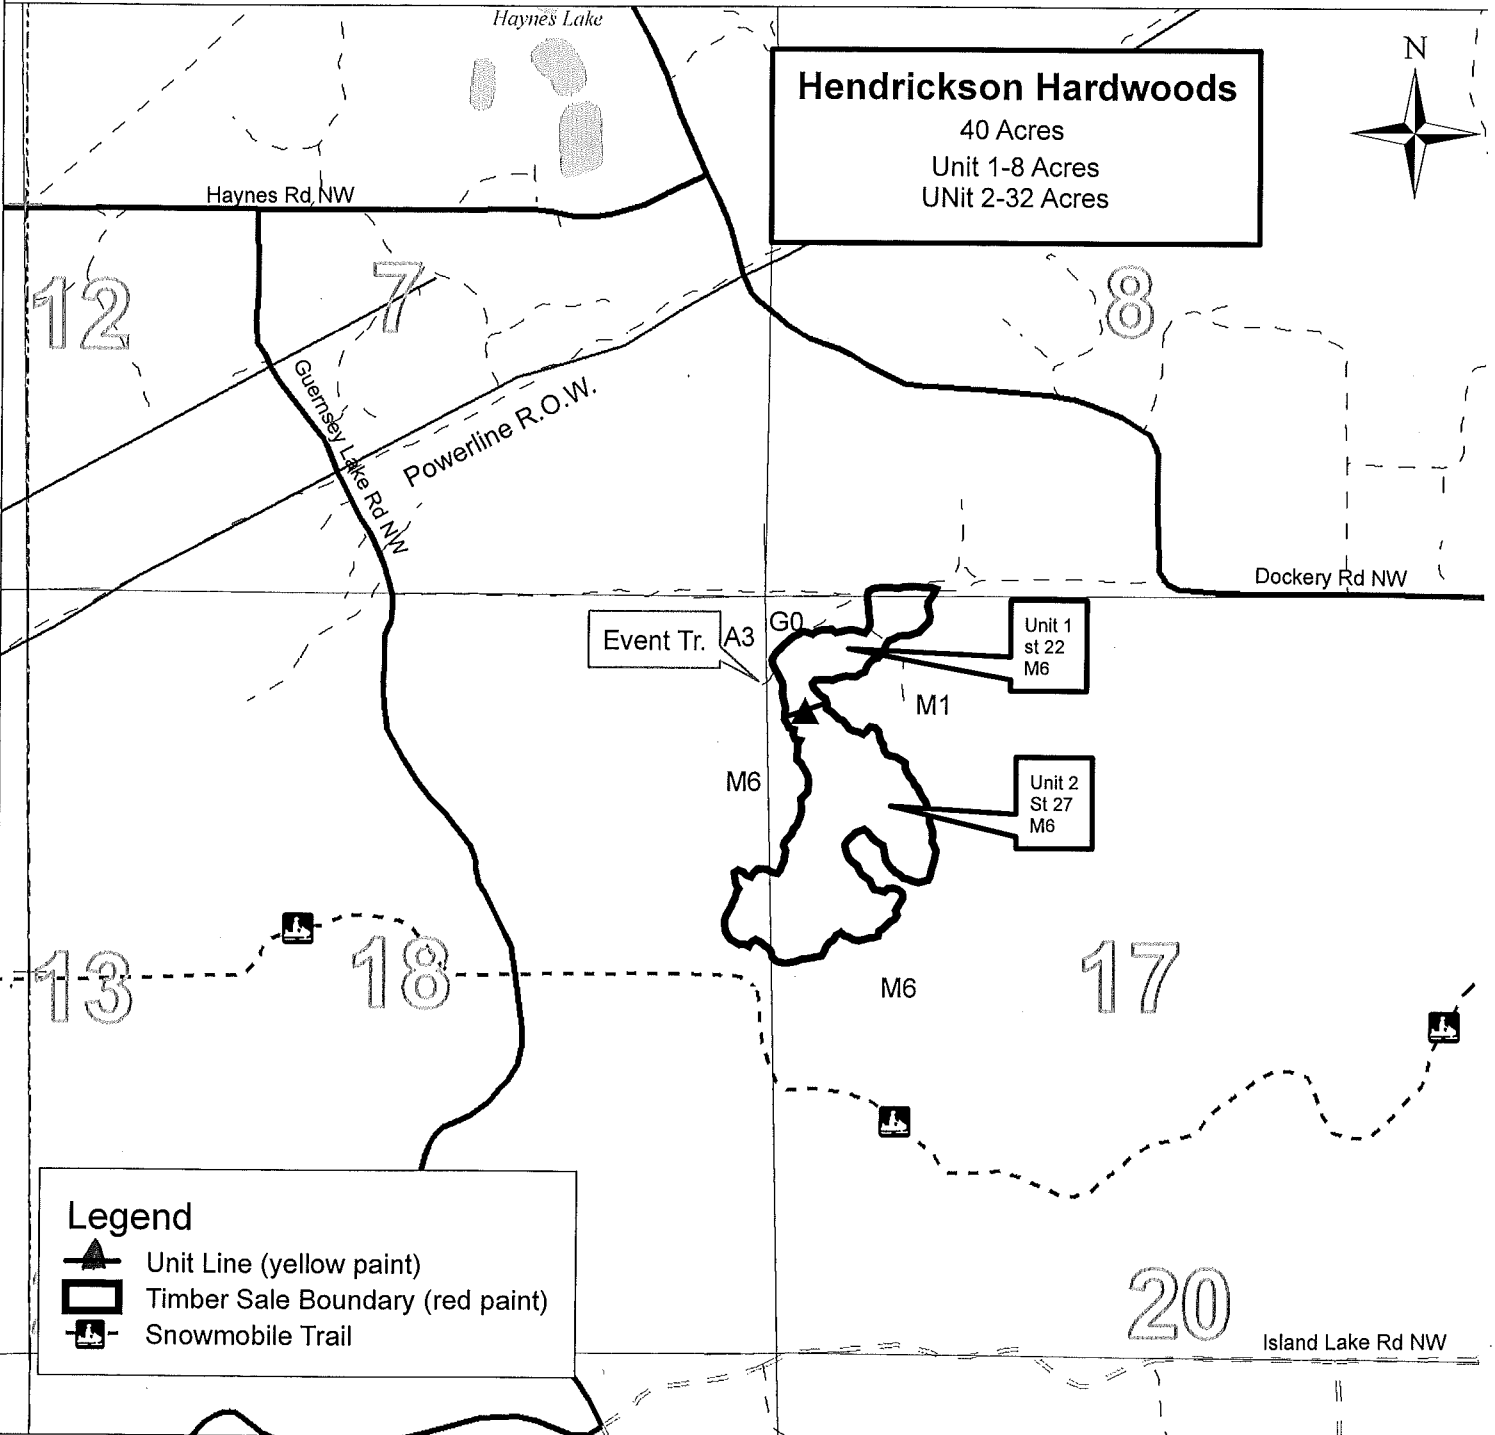 Haynes Lake
Hendrickson Hardwoods
40 Acres
Unit 1-8 Acres
UNit 2-32 Acres
N
Haynes Rd NW
12
7
8
Guernsey Lake Rd NW
Powerline R.O.W.
Dockery Rd NW
Event Tr.
A3
G0
Unit 1
st 22
M6
M1
M6
Unit 2
St 27
M6
13
18
M6
17
Legend
Unit Line (yellow paint)
Timber Sale Boundary (red paint)
Snowmobile Trail
20
Island Lake Rd NW